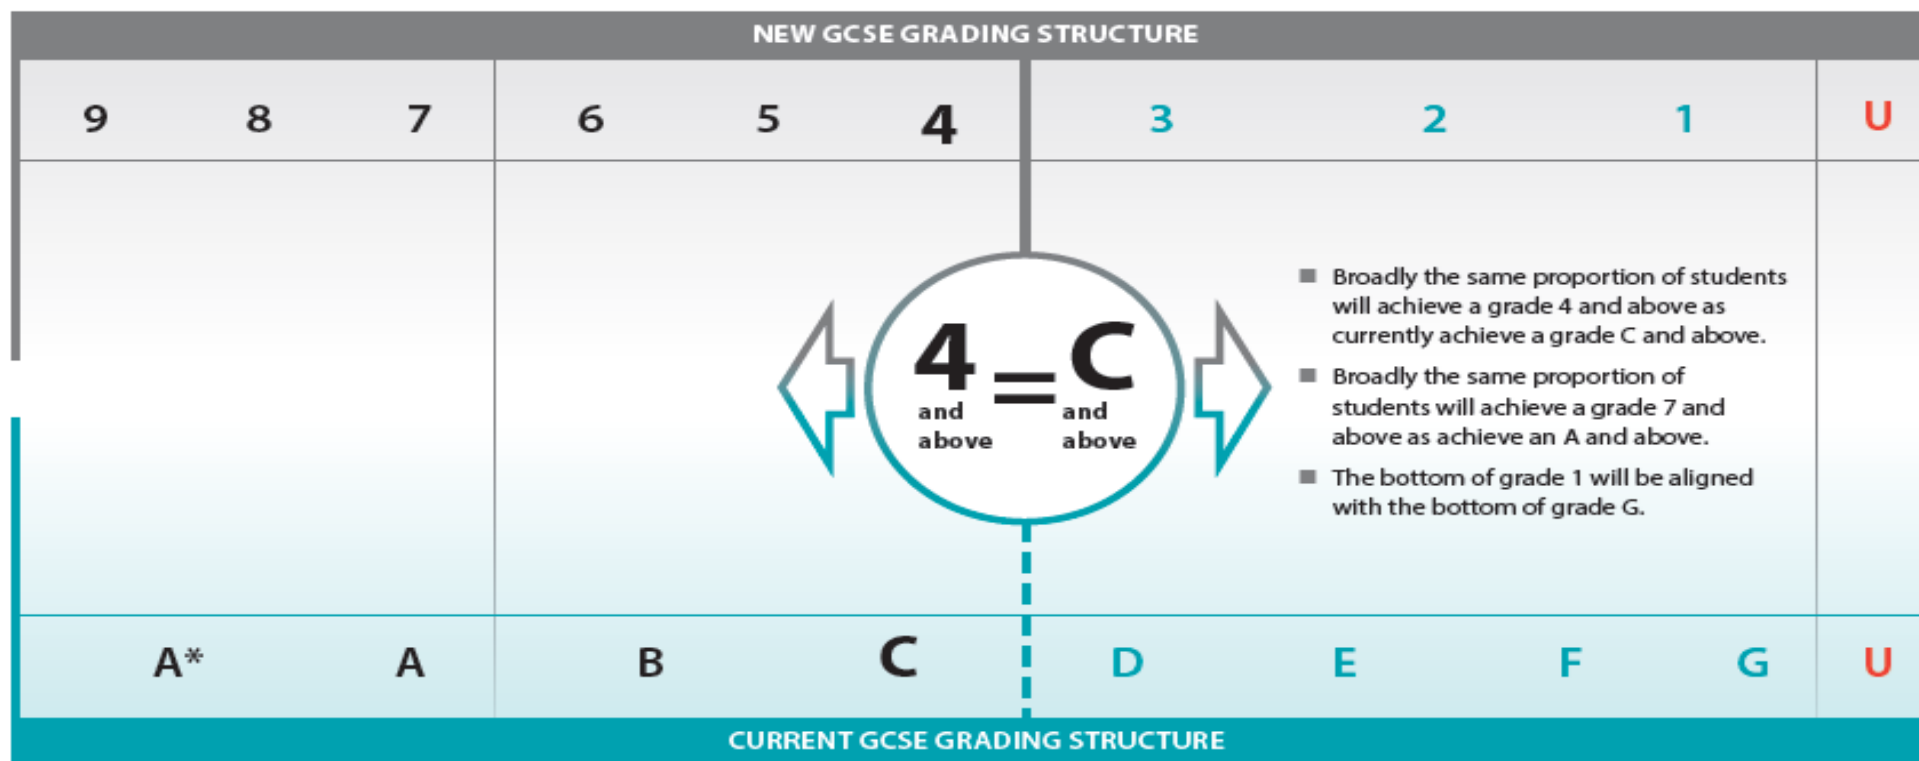 NEW GCSE GRADING STRUCTURE
9 8 7 6 5 4 3 2 1 U
4 = C
and above and above
■ Broadly the same proportion of students
will achieve a grade 4 and above as
currently achieve a grade C and above.
■ Broadly the same proportion of
students will achieve a grade 7 and
above as achieve an A and above.
■ The bottom of grade 1 will be aligned
with the bottom of grade G.
A* A B C D E F G U
CURRENT GCSE GRADING STRUCTURE